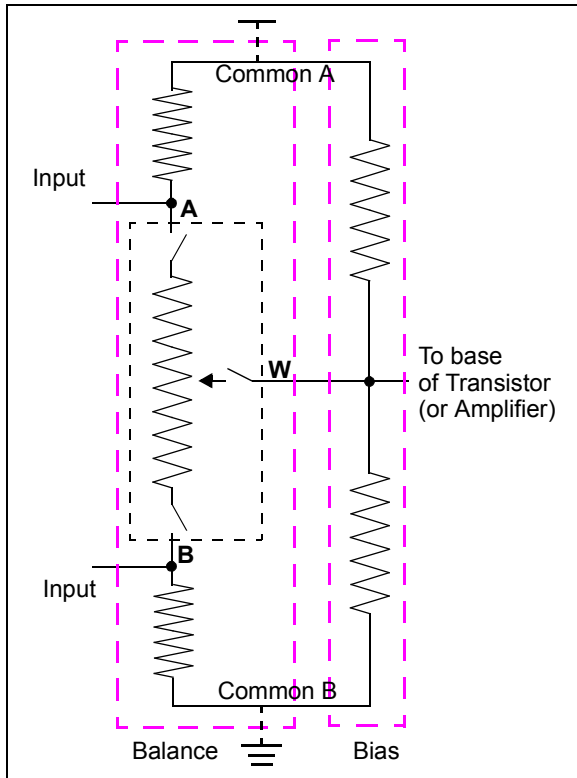 Common A
Input
A
W
To base
of Transistor
(or Amplifier)
B
Input
Common B
Balance
Bias